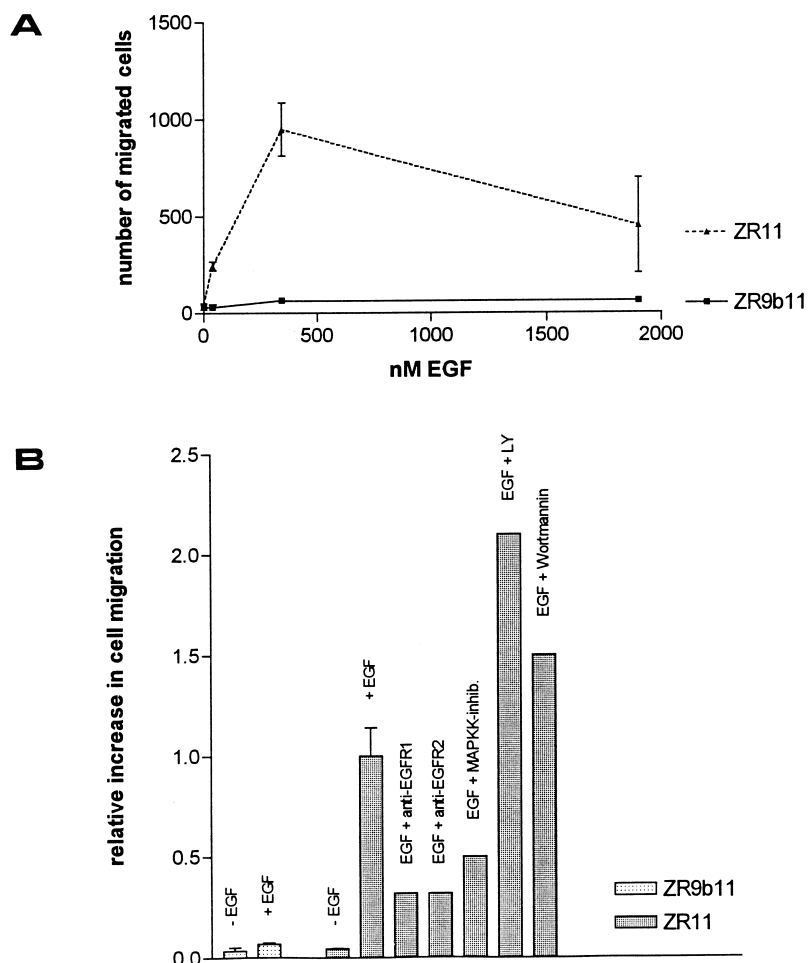 A
1500
1000
500
0
number of migrated cells
0 500 1000 1500 2000
nM EGF
ZR11
ZR9b11
B
2.5
2.0
1.5
1.0
0.5
0.0
relative increase in cell migration
- EGF
+ EGF
- EGF
+ EGF
EGF + anti-EGFR1
EGF + anti-EGFR2
EGF + MAPKK-inhib.
EGF + LY
EGF + Wortmannin
ZR9b11
ZR11